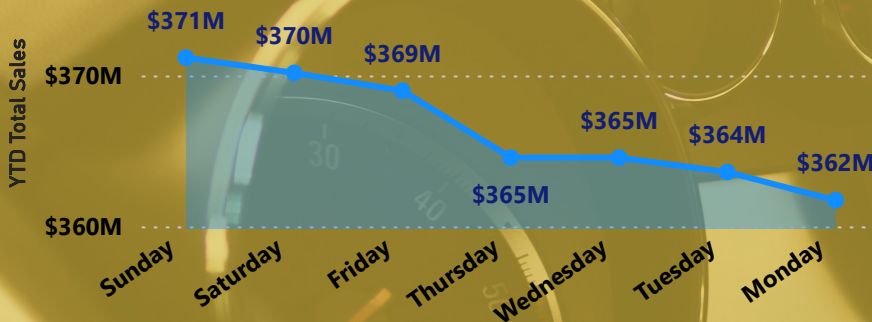 YTD Total Sales
$370M
$360M
$371M
$370M
$369M
$365M
$365M
$364M
$362M
Sunday
Saturday
Friday
Thursday
Wednesday
Tuesday
Monday
30
40
50